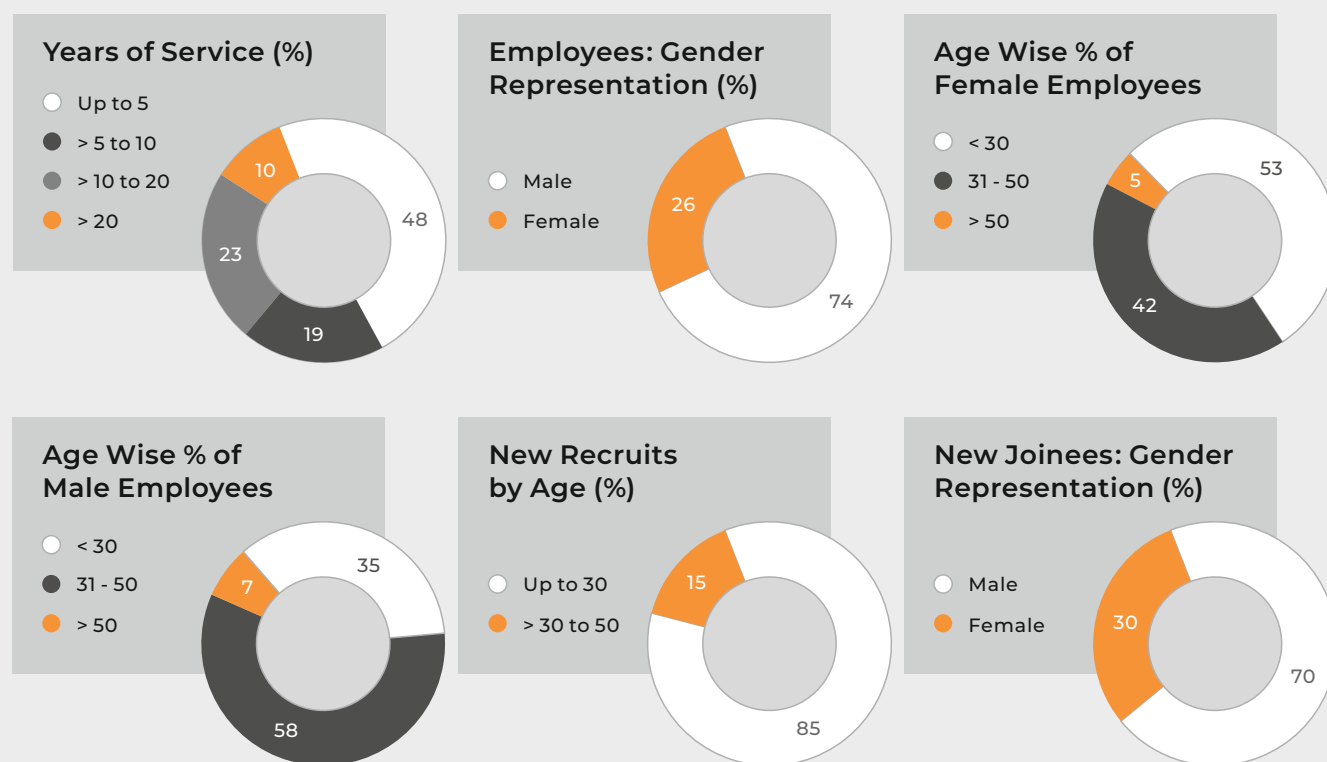 Years of Service (%)
Up to 5
> 5 to 10
> 10 to 20
> 20
10
48
23
19
Employees: Gender
Representation (%)
Male
Female
26
74
Age Wise % of
Female Employees
< 30
31 - 50
> 50
53
5
42
Age Wise % of
Male Employees
< 30
31 - 50
> 50
35
7
58
New Recruits
by Age (%)
Up to 30
> 30 to 50
15
85
New Joinees: Gender
Representation (%)
Male
Female
30
70